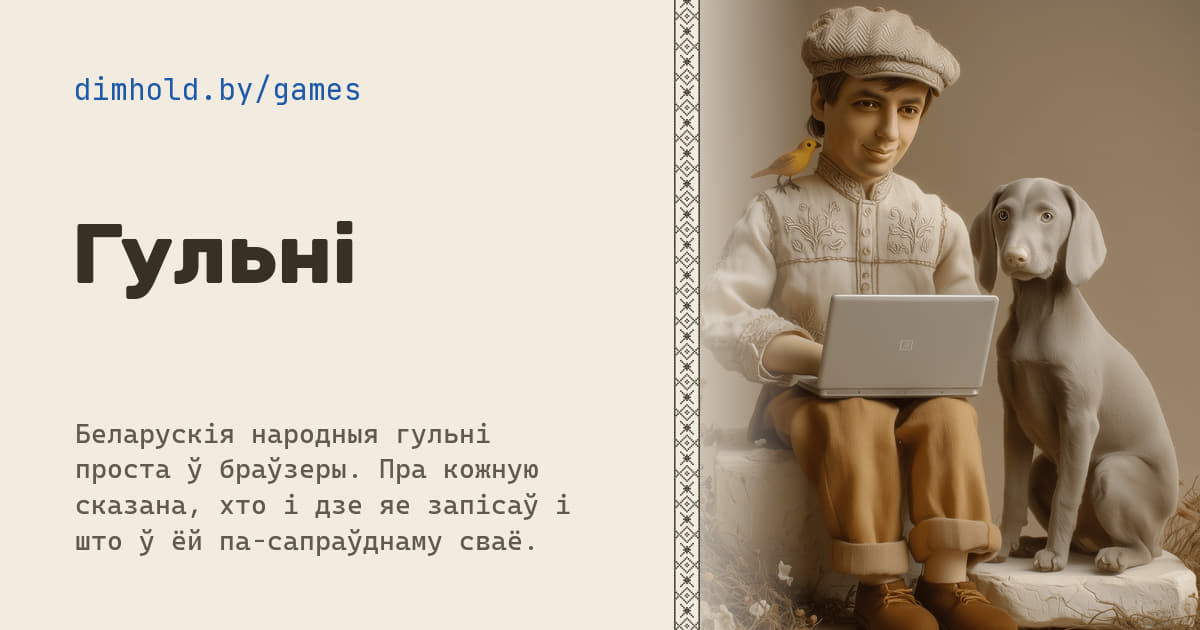 dimhold.by/games
Гульні
Беларускія народныя гульні
проста ў браўзеры. Пра кожную
сказана, хто і дзе яе запісаў і
што ў ёй па-сапраўднаму сваё.